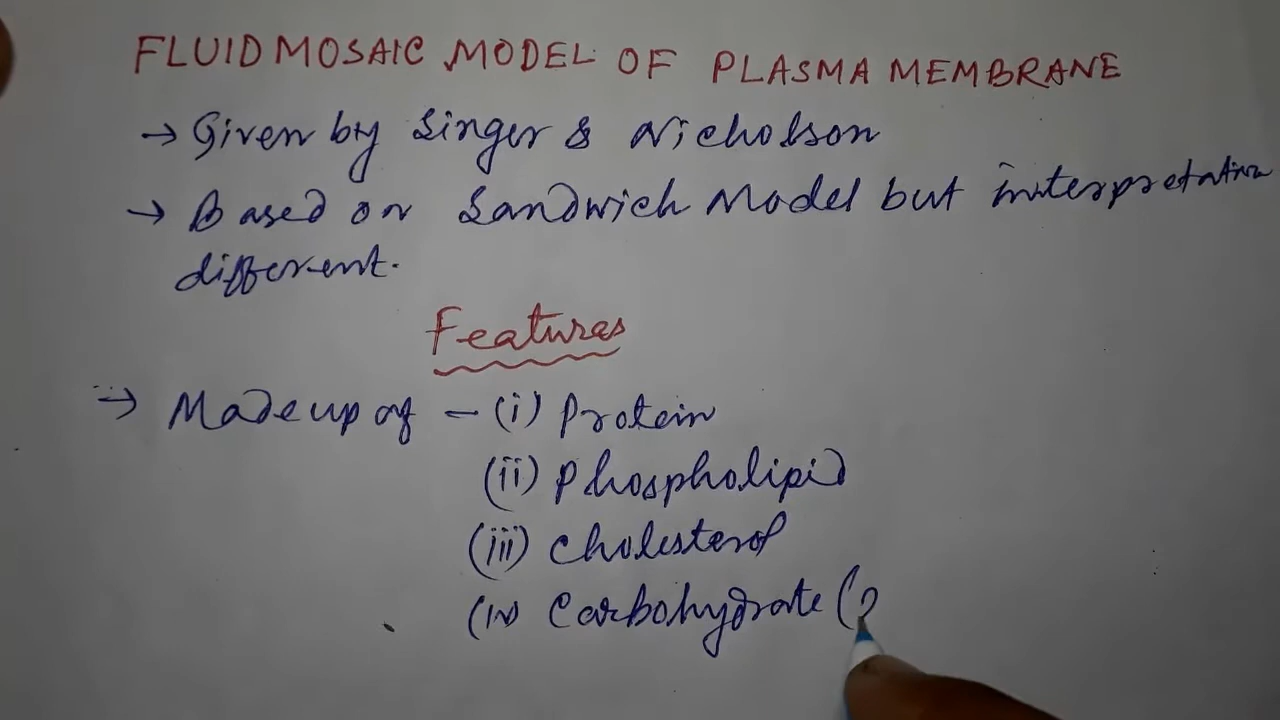 FLUID MOSAIC MODEL OF PLASMA MEMBRANE
→ Given by Singer & Nicholson
→ Based on Sandwich Model but interpretation
different.
Features
→ Made up of – (i) Protein
(ii) Phospholipid
(iii) Cholesterol
(iv) Carbohydrate (